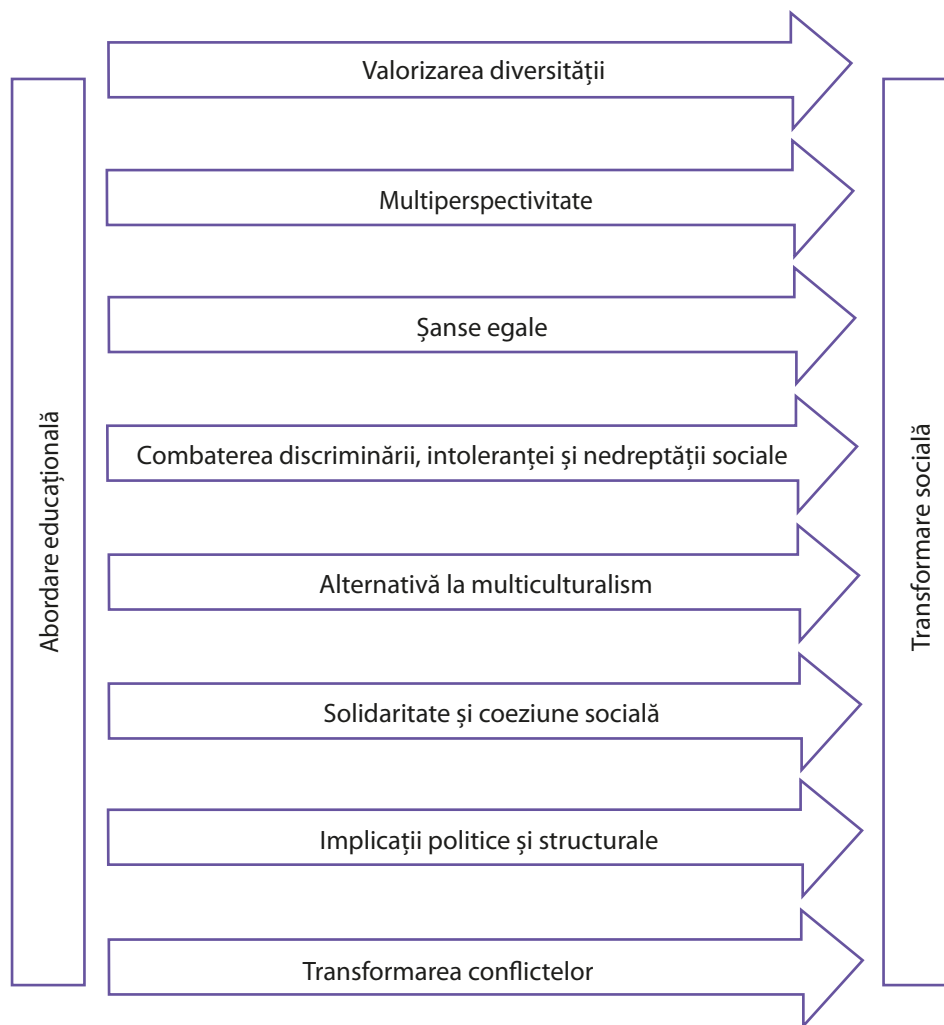 Abordare educațională
Valorizarea diversității
Multiperspectivitate
Șanse egale
Combaterea discriminării, intoleranței și nedreptății sociale
Alternativă la multiculturalism
Solidaritate și coeziune socială
Implicații politice și structurale
Transformarea conflictelor
Transformare socială